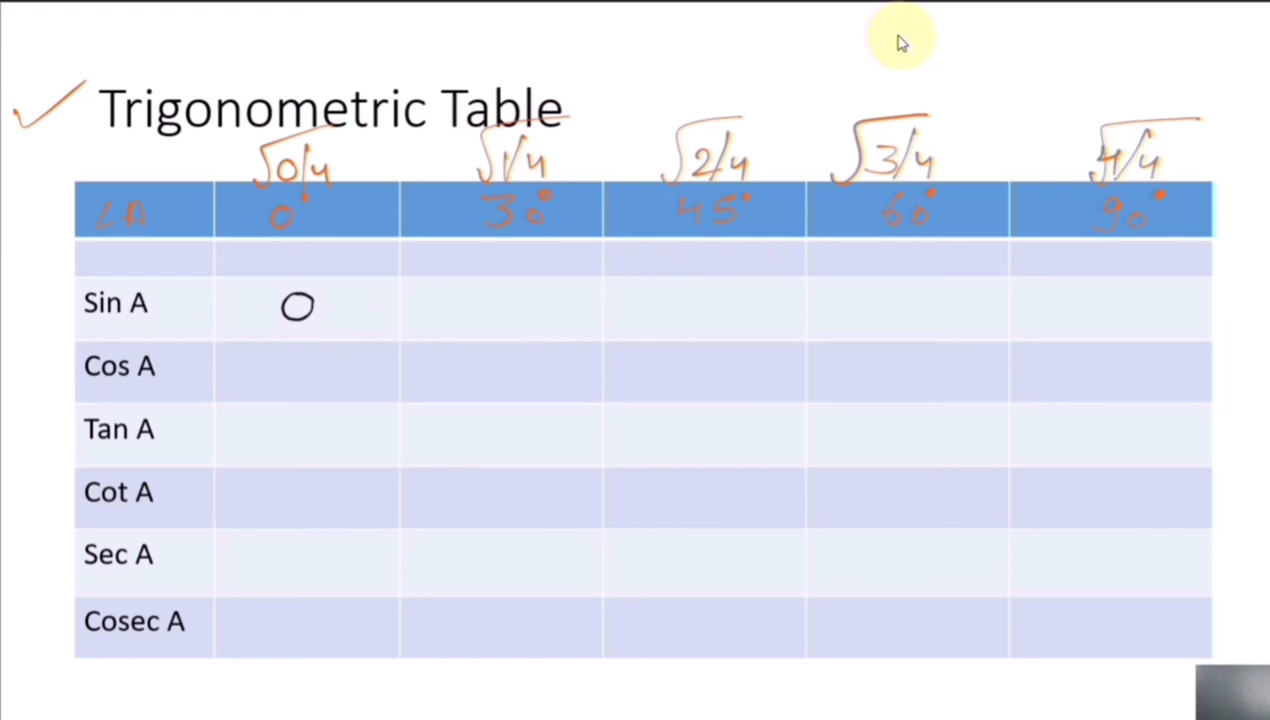 Trigonometric Table
√0/4 √1/4 √2/4 √3/4 √4/4
∠A 0° 30° 45° 60° 90°
Sin A 0
Cos A
Tan A
Cot A
Sec A
Cosec A